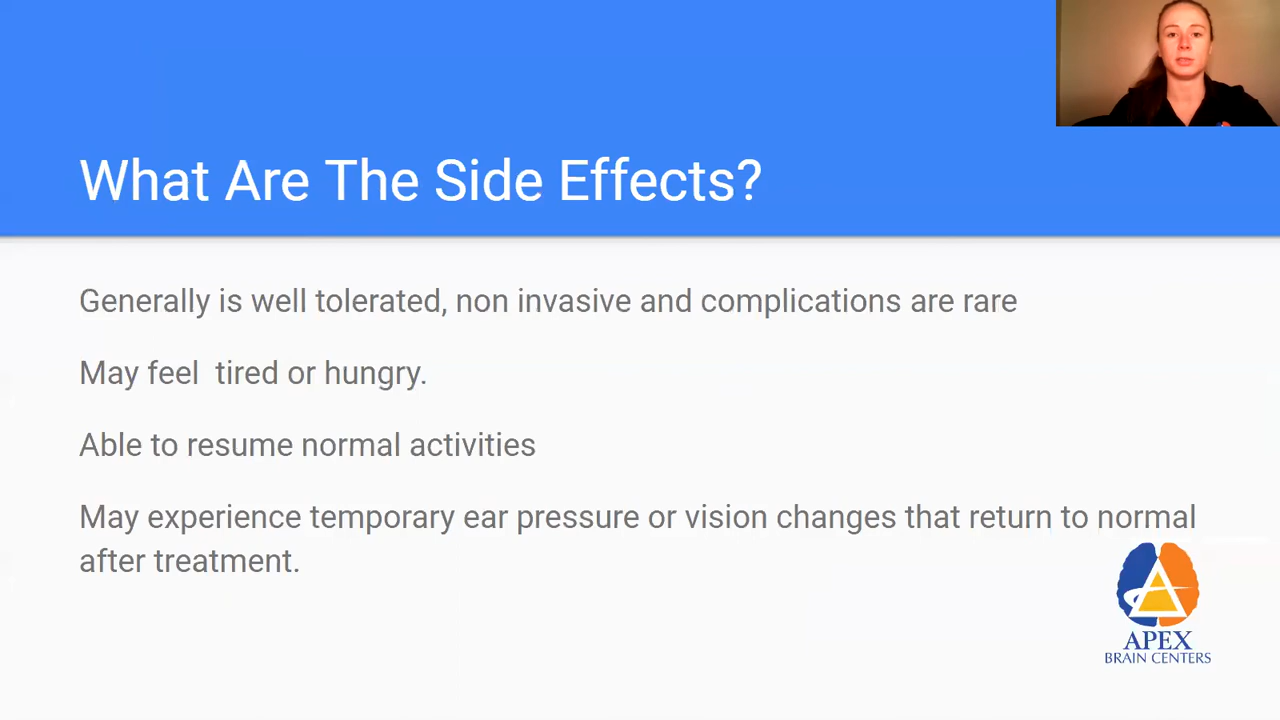 What Are The Side Effects?
Generally is well tolerated, non invasive and complications are rare
May feel  tired or hungry.
Able to resume normal activities
May experience temporary ear pressure or vision changes that return to normal
after treatment.
APEX
BRAIN CENTERS